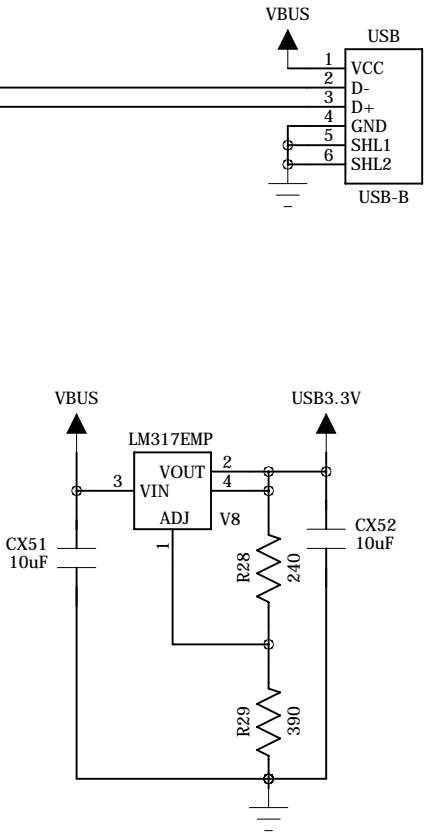 VBUS
USB
1 VCC
2 D-
3 D+
4 GND
5 SHL1
6 SHL2
USB-B
VBUS
USB3.3V
LM317EMP
VOUT 2
3 VIN 4
ADJ V8
1
CX51
10uF
R28
240
CX52
10uF
R29
390